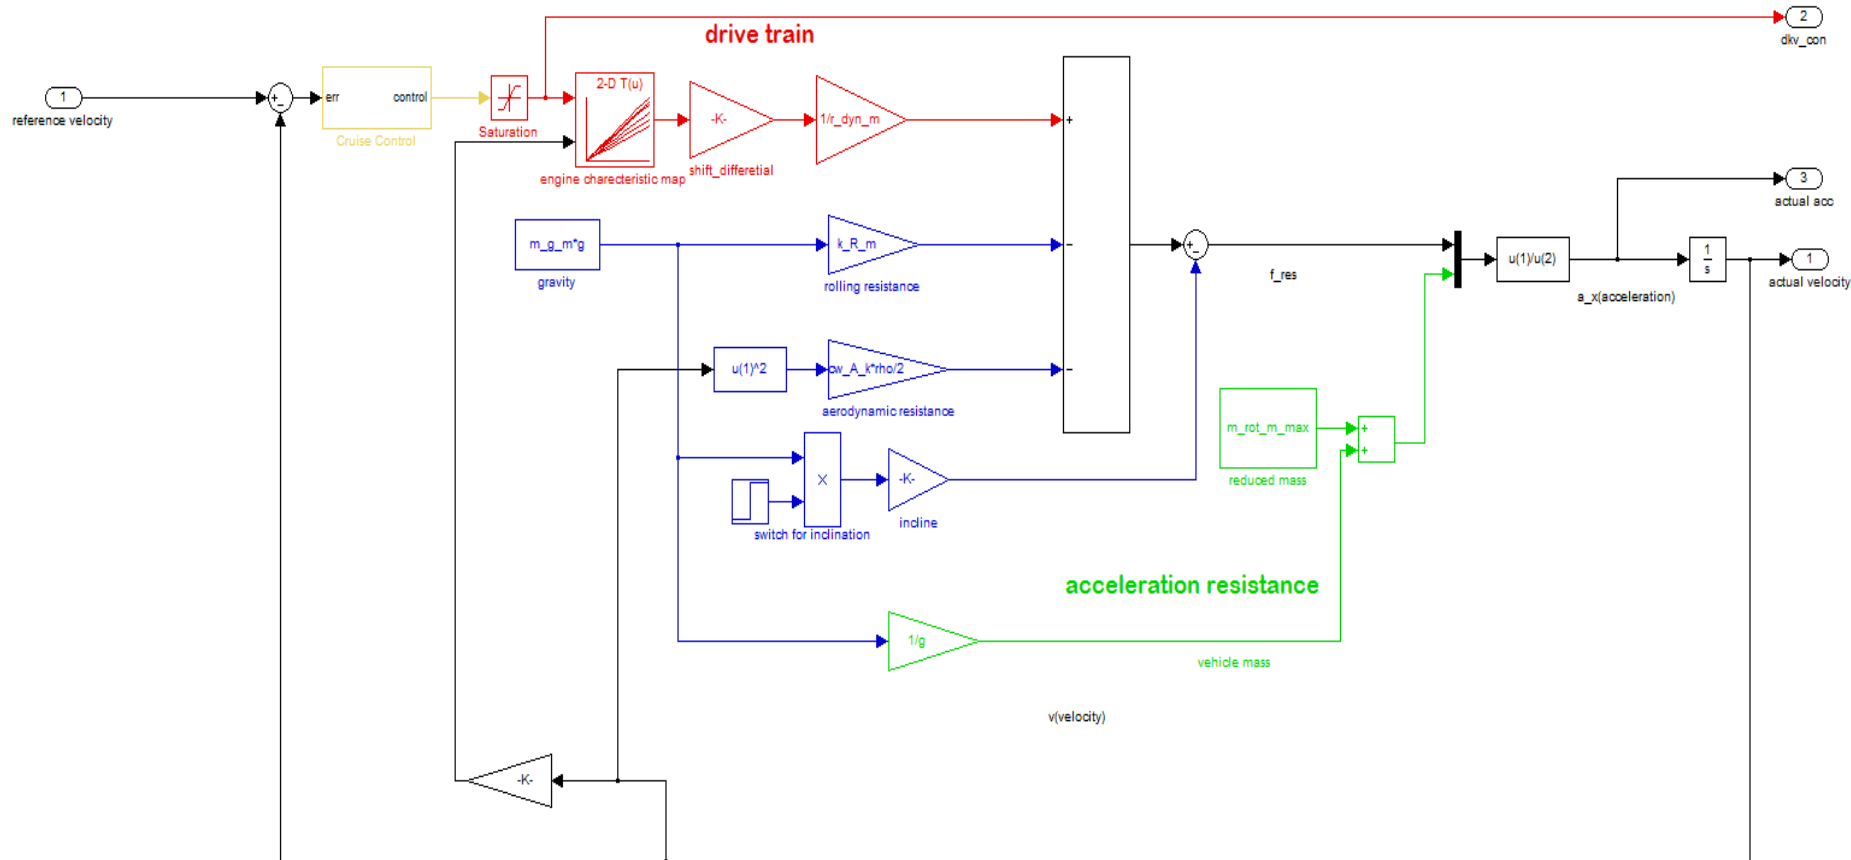 drive train
2
dkv_con
1
reference velocity
+
-
err
control
Cruise Control
Saturation
2-D T(u)
engine charecteristic map
-K-
shift_differetial
1/r_dyn_m
+
m_g_m*g
gravity
k_R_m
rolling resistance
-
+
-
f_res
u(1)/u(2)
a_x(acceleration)
1
s
3
actual acc
1
actual velocity
u(1)^2
cw_A_k*rho/2
aerodynamic resistance
-
X
switch for inclination
-K-
incline
m_rot_m_max
reduced mass
+
+
acceleration resistance
1/g
vehicle mass
v(velocity)
-K-